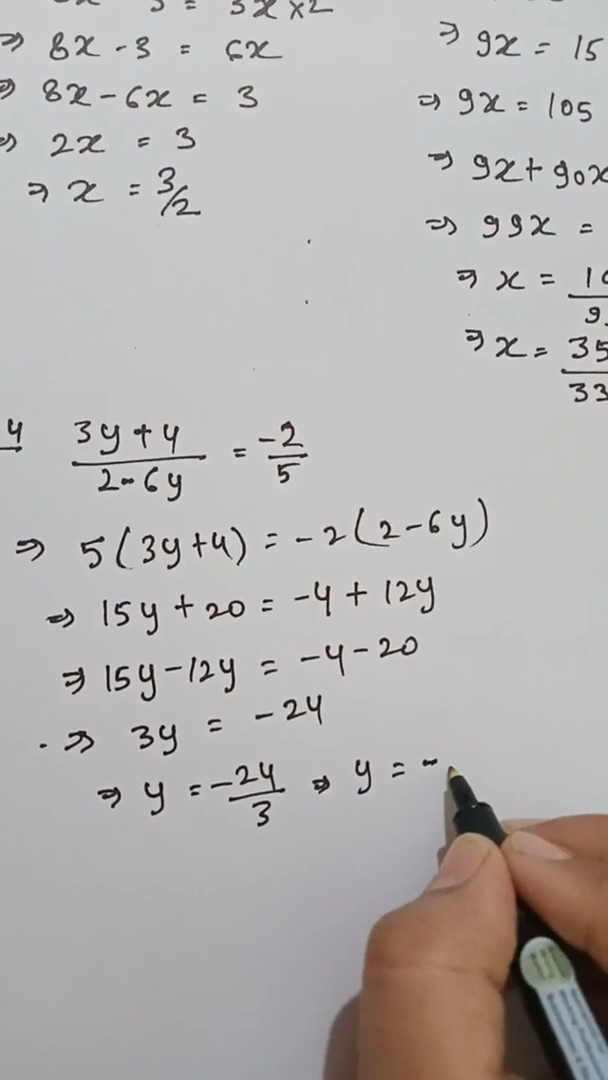 8x - 3 = 6x
⇒ 8x - 6x = 3
⇒ 2x = 3
⇒ x = 3/2
⇒ 9x = 15
⇒ 9x = 105
⇒ 9x + 90x
⇒ 99x =
⇒ x =
⇒ x = 35/33
4 (3y+4)/(2-6y) = -2/5
⇒ 5(3y+4) = -2(2-6y)
⇒ 15y + 20 = -4 + 12y
⇒ 15y - 12y = -4 - 20
⇒ 3y = -24
⇒ y = -24/3 ⇒ y = -